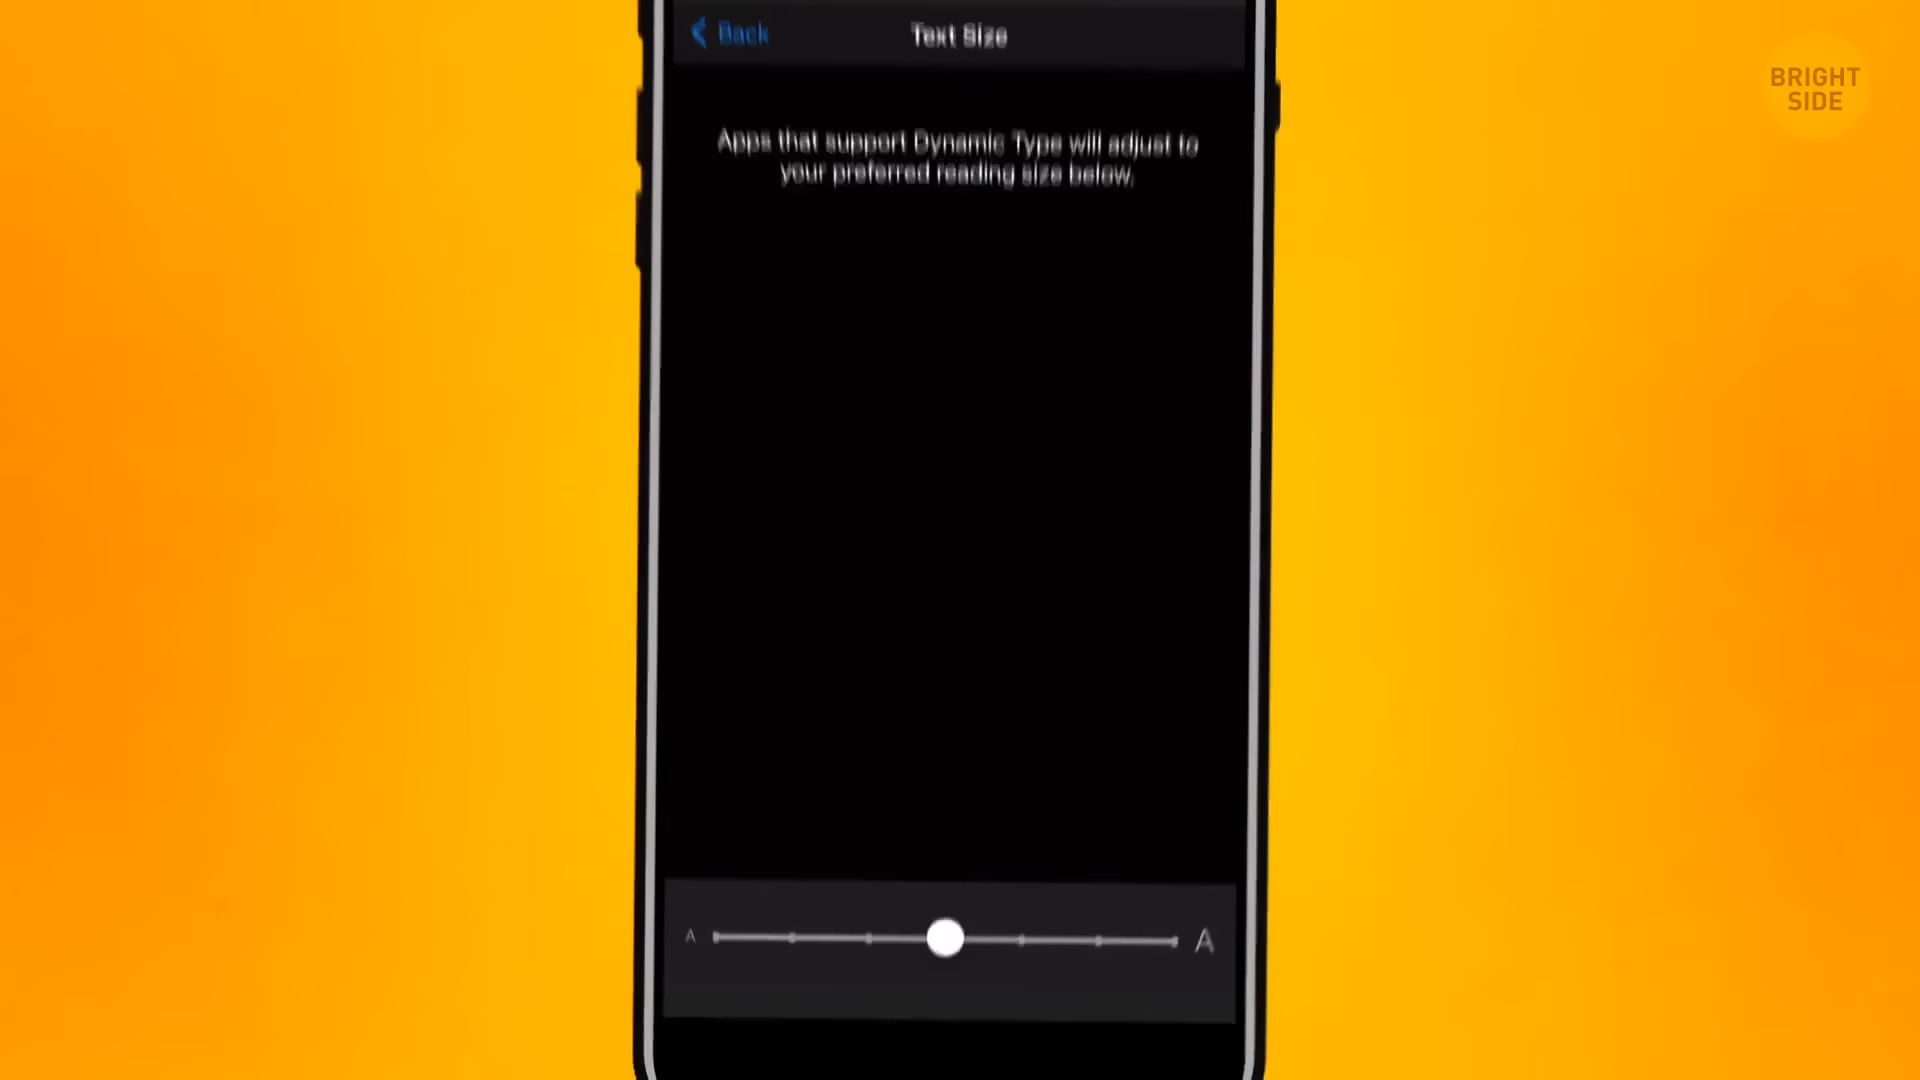 Back
Text Size
BRIGHT
SIDE
Apps that support Dynamic Type will adjust to
your preferred reading size below.
A
A